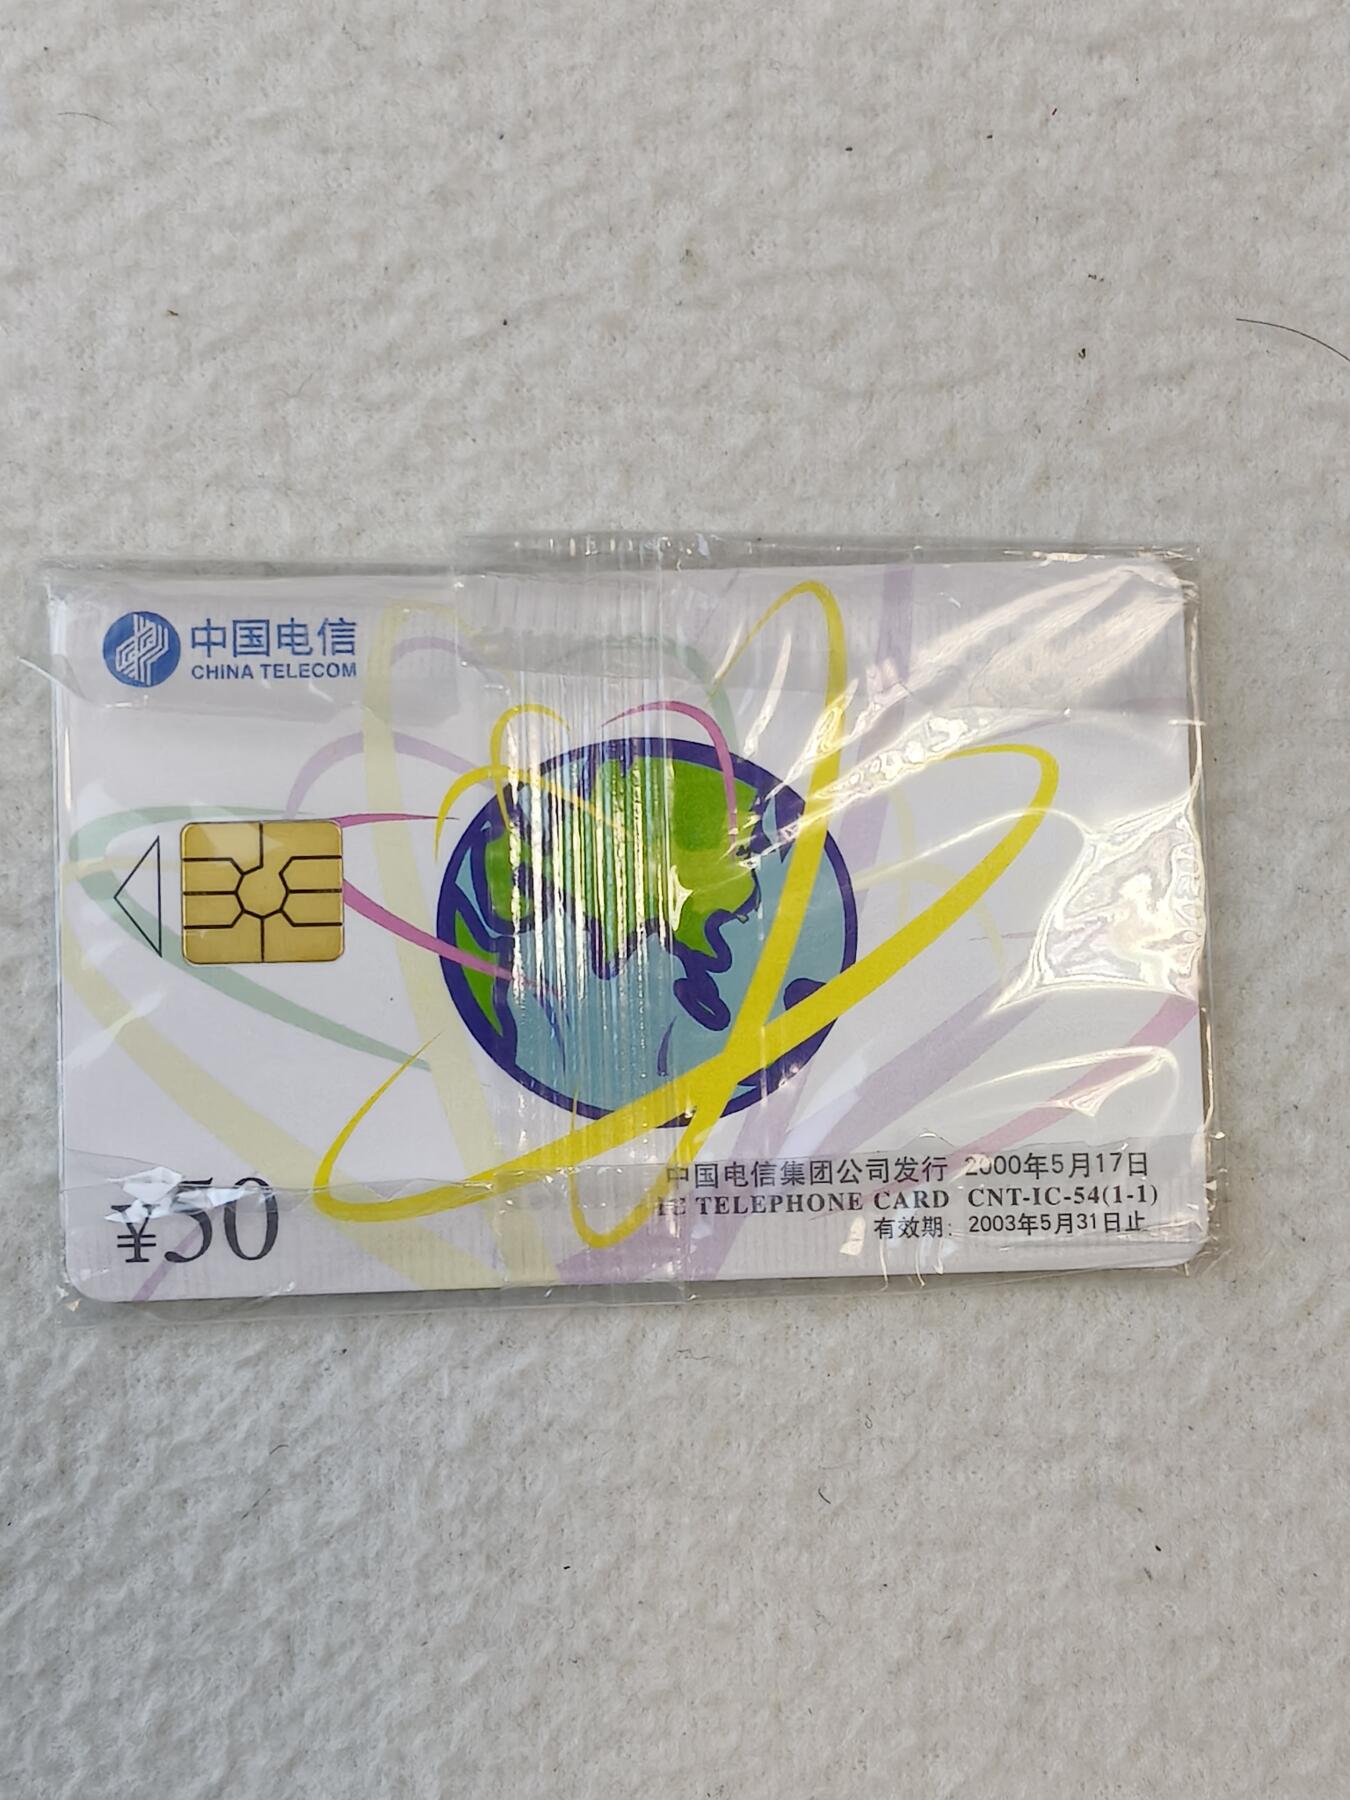 中国电信
CHINA TELECOM
¥50
中国电信集团公司发行 2000年5月17日
IC TELEPHONE CARD CNT-IC-54(1-1)
有效期: 2003年5月31日止